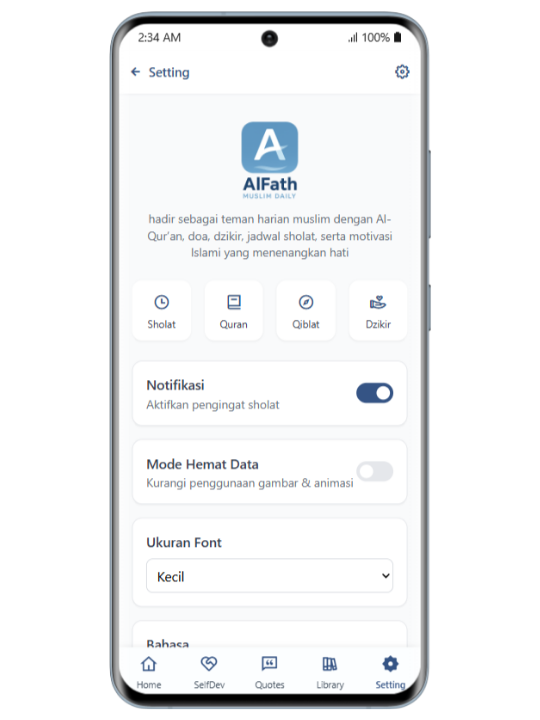 2:34 AM
100%
Setting
A
AlFath
MUSLIM DAILY
hadir sebagai teman harian muslim dengan Al-
Qur'an, doa, dzikir, jadwal sholat, serta motivasi
Islami yang menenangkan hati
Sholat
Quran
Qiblat
Dzikir
Notifikasi
Aktifkan pengingat sholat
Mode Hemat Data
Kurangi penggunaan gambar & animasi
Ukuran Font
Kecil
Bahasa
Home
SelfDev
Quotes
Library
Setting